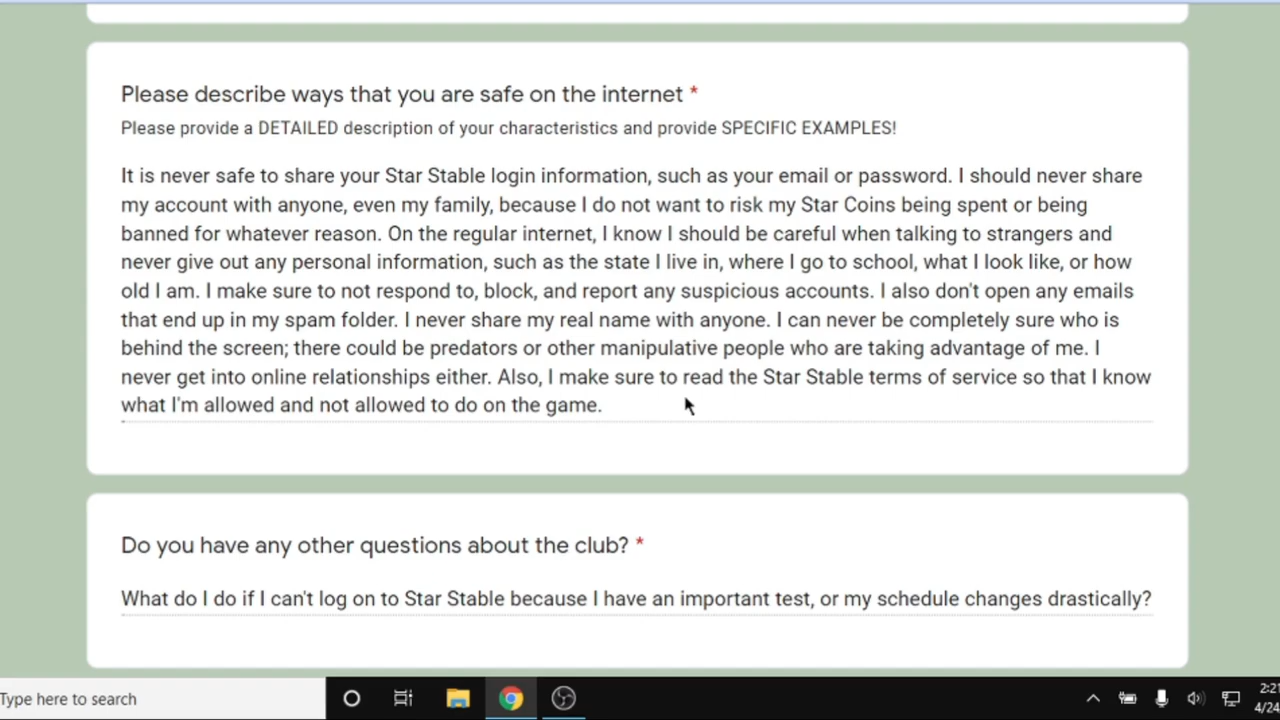 Please describe ways that you are safe on the internet *
Please provide a DETAILED description of your characteristics and provide SPECIFIC EXAMPLES!
It is never safe to share your Star Stable login information, such as your email or password. I should never share
my account with anyone, even my family, because I do not want to risk my Star Coins being spent or being
banned for whatever reason. On the regular internet, I know I should be careful when talking to strangers and
never give out any personal information, such as the state I live in, where I go to school, what I look like, or how
old I am. I make sure to not respond to, block, and report any suspicious accounts. I also don't open any emails
that end up in my spam folder. I never share my real name with anyone. I can never be completely sure who is
behind the screen; there could be predators or other manipulative people who are taking advantage of me. I
never get into online relationships either. Also, I make sure to read the Star Stable terms of service so that I know
what I'm allowed and not allowed to do on the game.
Do you have any other questions about the club? *
What do I do if I can't log on to Star Stable because I have an important test, or my schedule changes drastically?
Type here to search
2:21
4/24